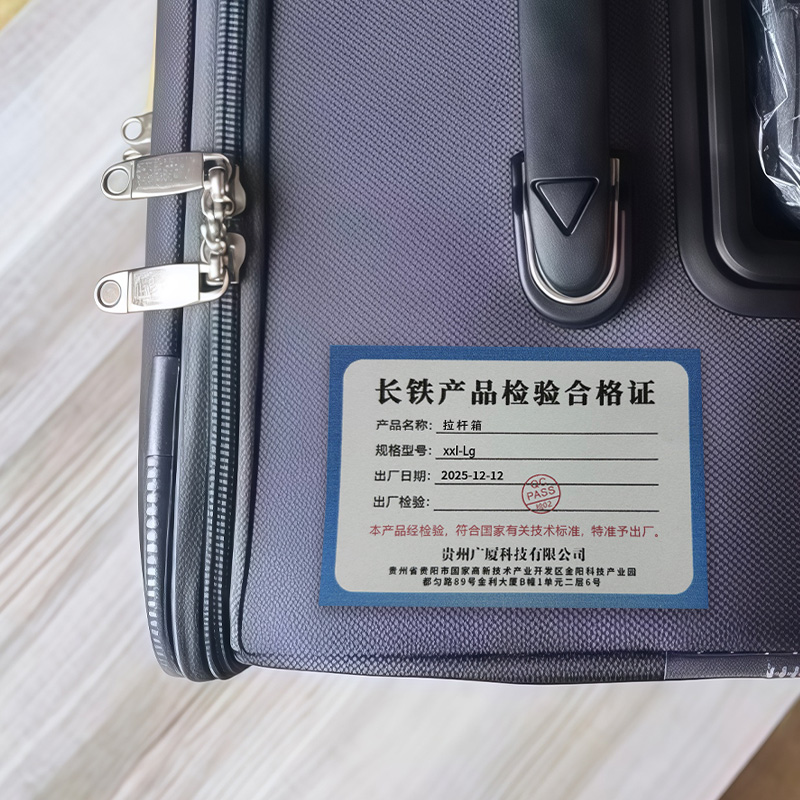 长铁产品检验合格证
产品名称: 拉杆箱
规格型号: xxl-Lg
出厂日期: 2025-12-12
出厂检验:
QC
PASS
检02
本产品经检验，符合国家有关技术标准，特准予出厂。
贵州广厦科技有限公司
贵州省贵阳市国家高新技术产业开发区金阳科技产业园
都匀路89号金利大厦B幢1单元二层6号